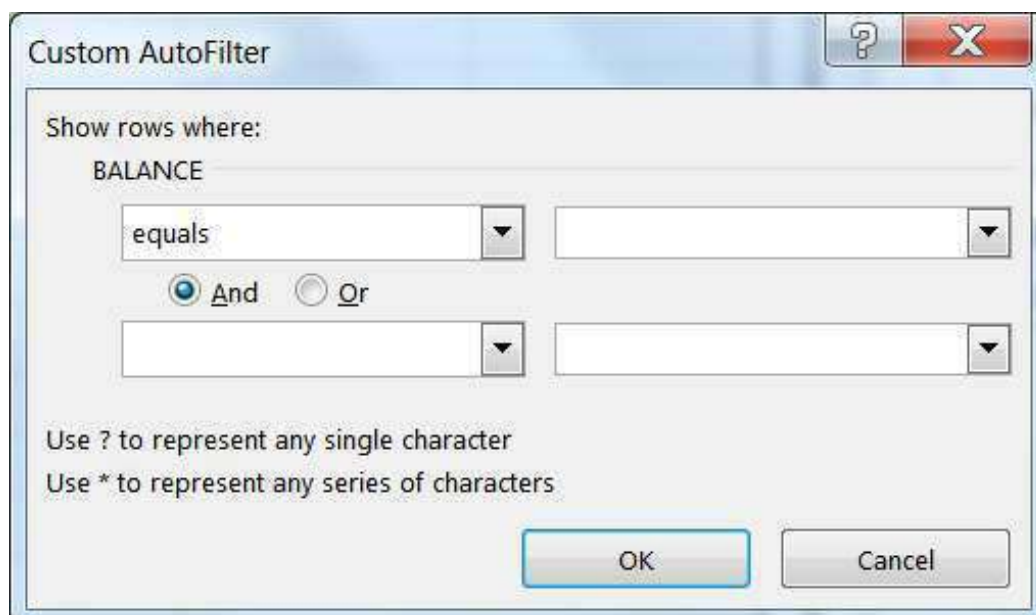 Custom AutoFilter
?
Show rows where:
BALANCE
equals
And Or
Use ? to represent any single character
Use * to represent any series of characters
OK Cancel